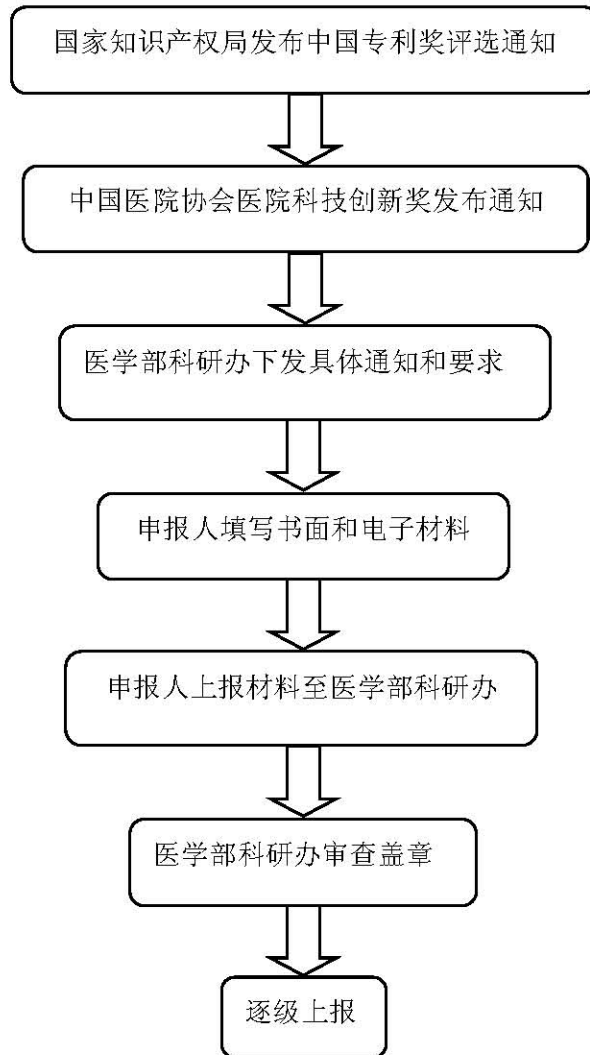 国家知识产权局发布中国专利奖评选通知
中国医院协会医院科技创新奖发布通知
医学部科研办下发具体通知和要求
申报人填写书面和电子材料
申报人上报材料至医学部科研办
医学部科研办审查盖章
逐级上报